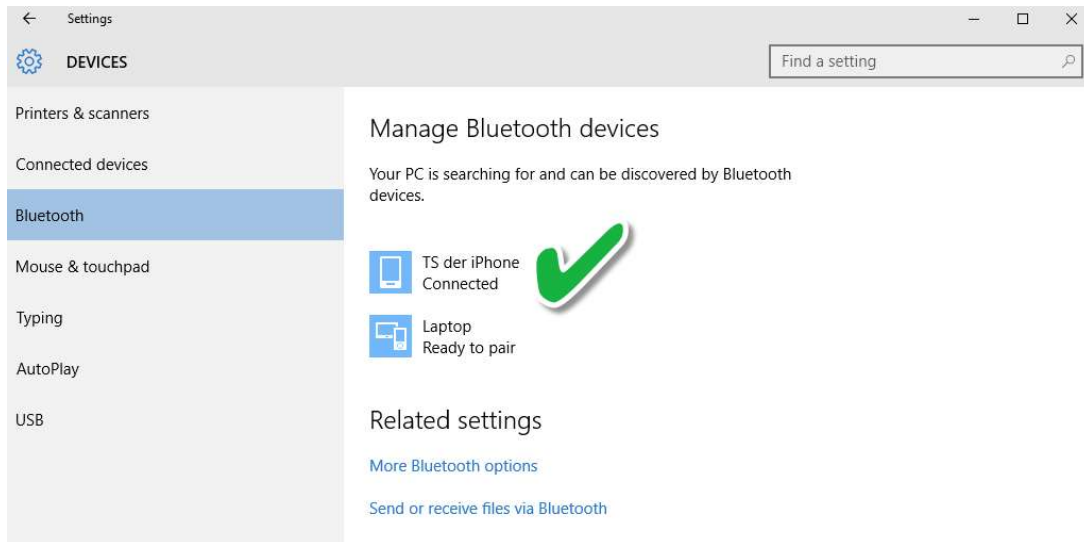 Settings
DEVICES
Find a setting
Printers & scanners
Connected devices
Bluetooth
Mouse & touchpad
Typing
AutoPlay
USB
Manage Bluetooth devices
Your PC is searching for and can be discovered by Bluetooth
devices.
TS der iPhone
Connected
Laptop
Ready to pair
Related settings
More Bluetooth options
Send or receive files via Bluetooth